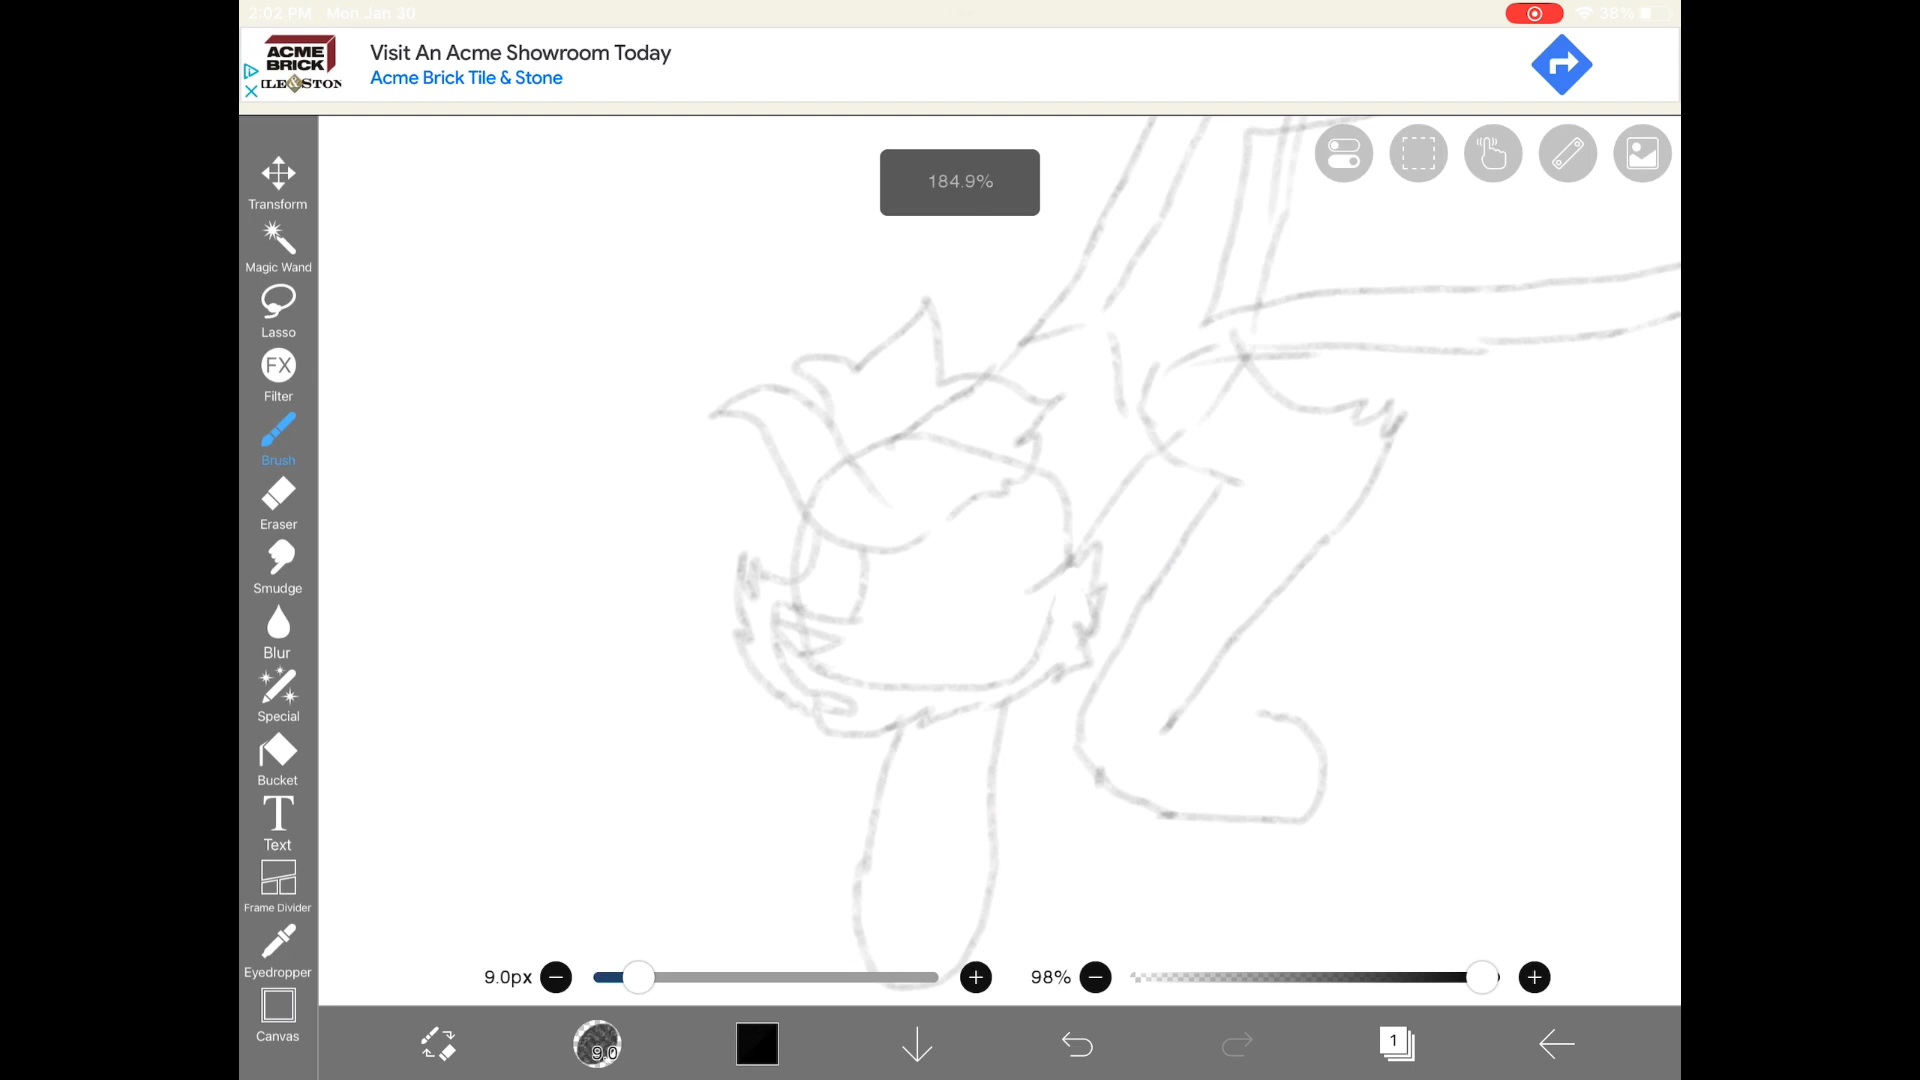 2:02 PM Mon Jan 30
38%
ACME
BRICK
ILE & STON
Visit An Acme Showroom Today
Acme Brick Tile & Stone
184.9%
Transform
Magic Wand
Lasso
FX
Filter
Brush
Eraser
Smudge
Blur
Special
Bucket
T
Text
Frame Divider
Eyedropper
Canvas
9.0px
98%
9.0
1